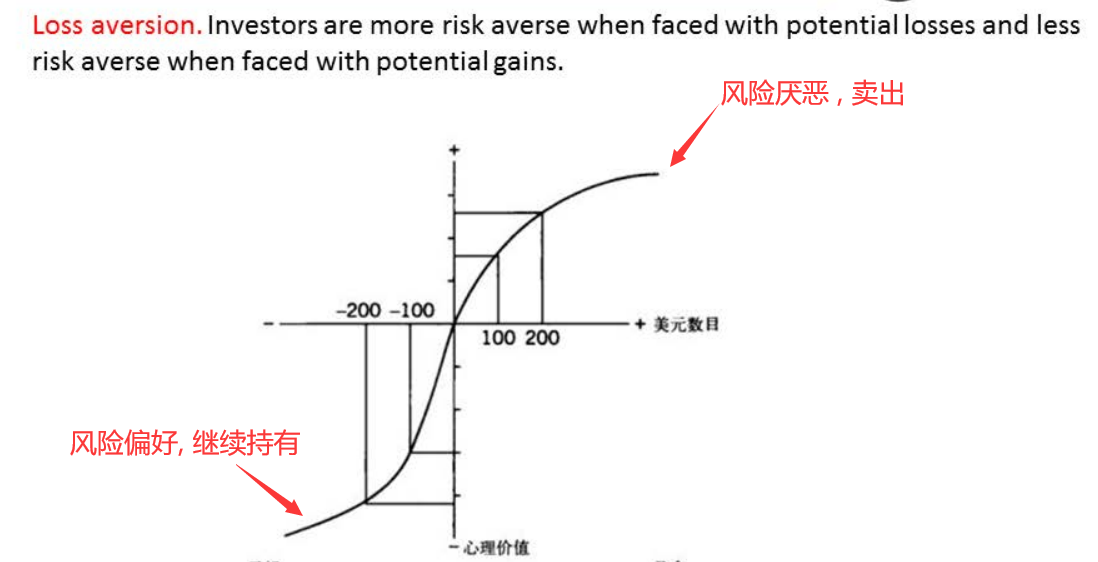 Loss aversion. Investors are more risk averse when faced with potential losses and less
risk averse when faced with potential gains.
风险厌恶，卖出
+
-200 -100
- + 美元数目
100 200
风险偏好, 继续持有
- 心理价值